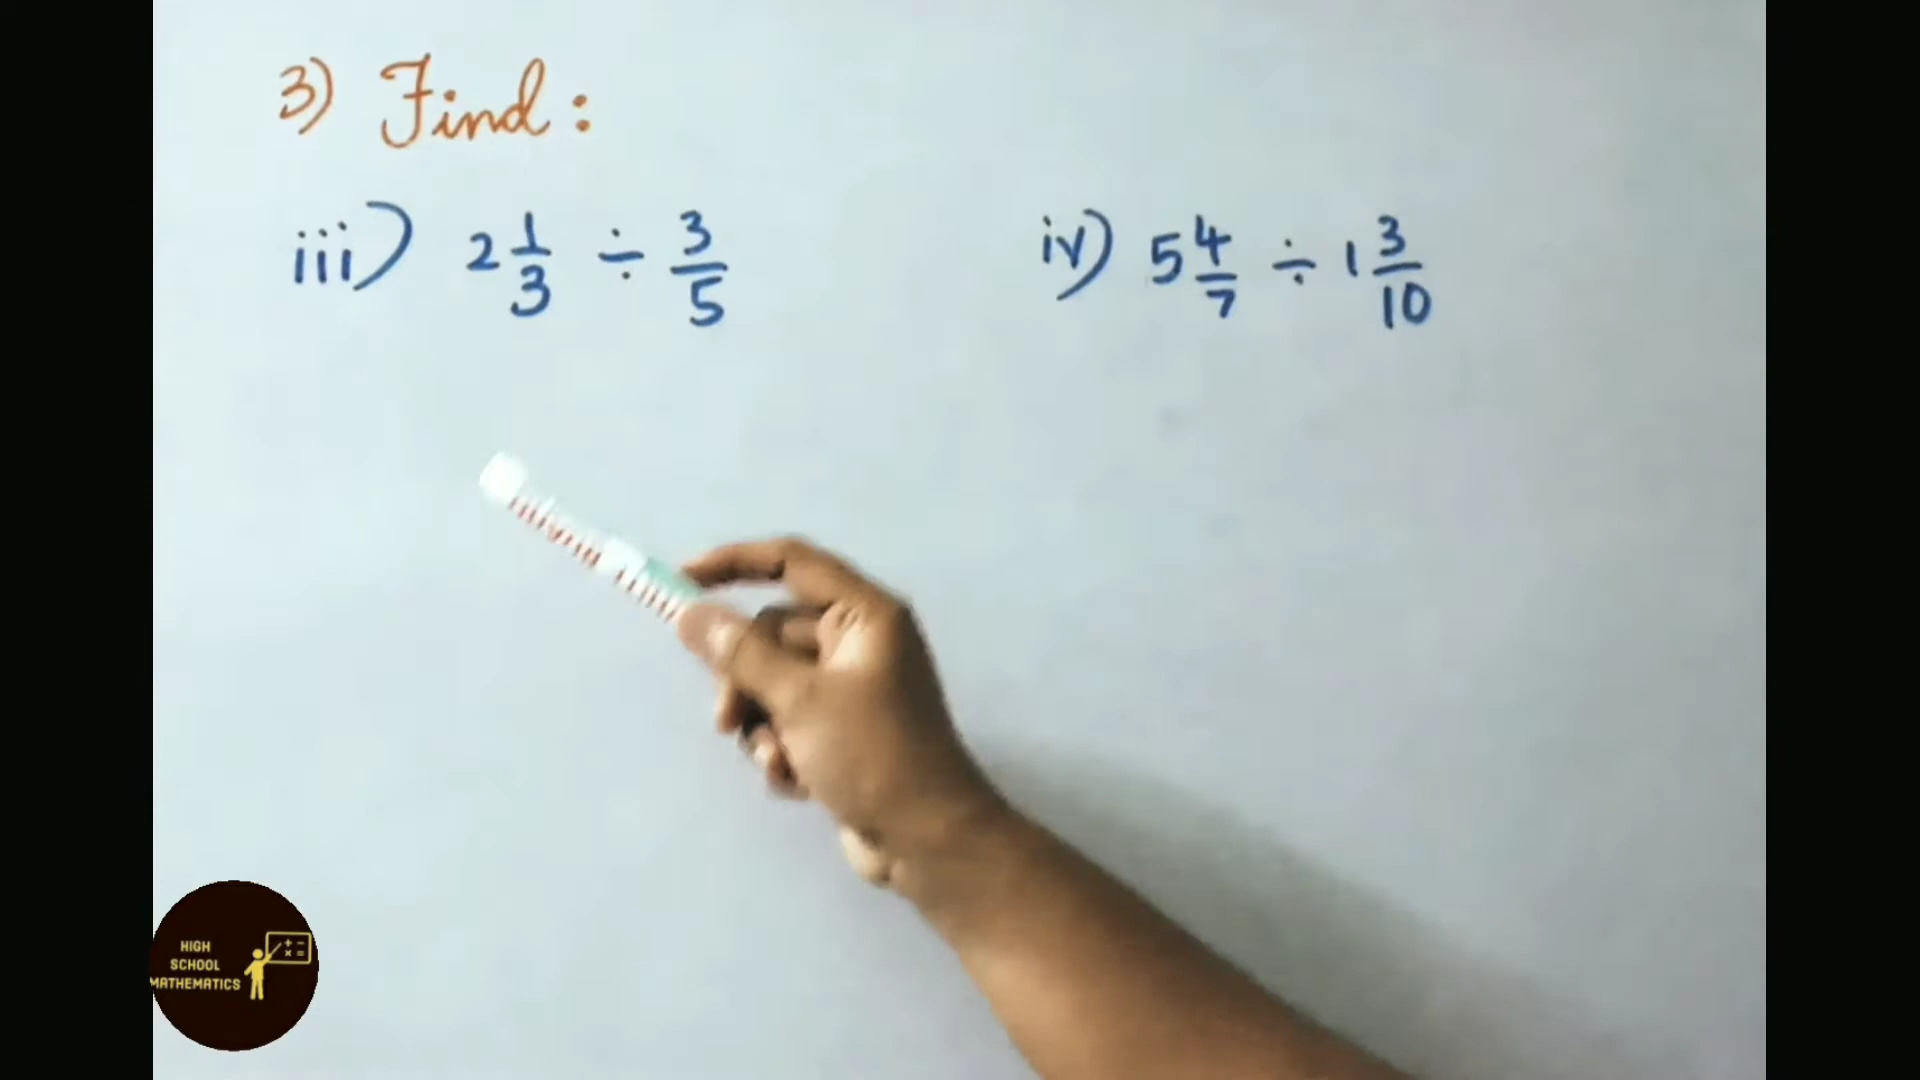 3) Find:
iii) 2 1/3 ÷ 3/5
iv) 5 4/7 ÷ 1 3/10
HIGH
SCHOOL
MATHEMATICS